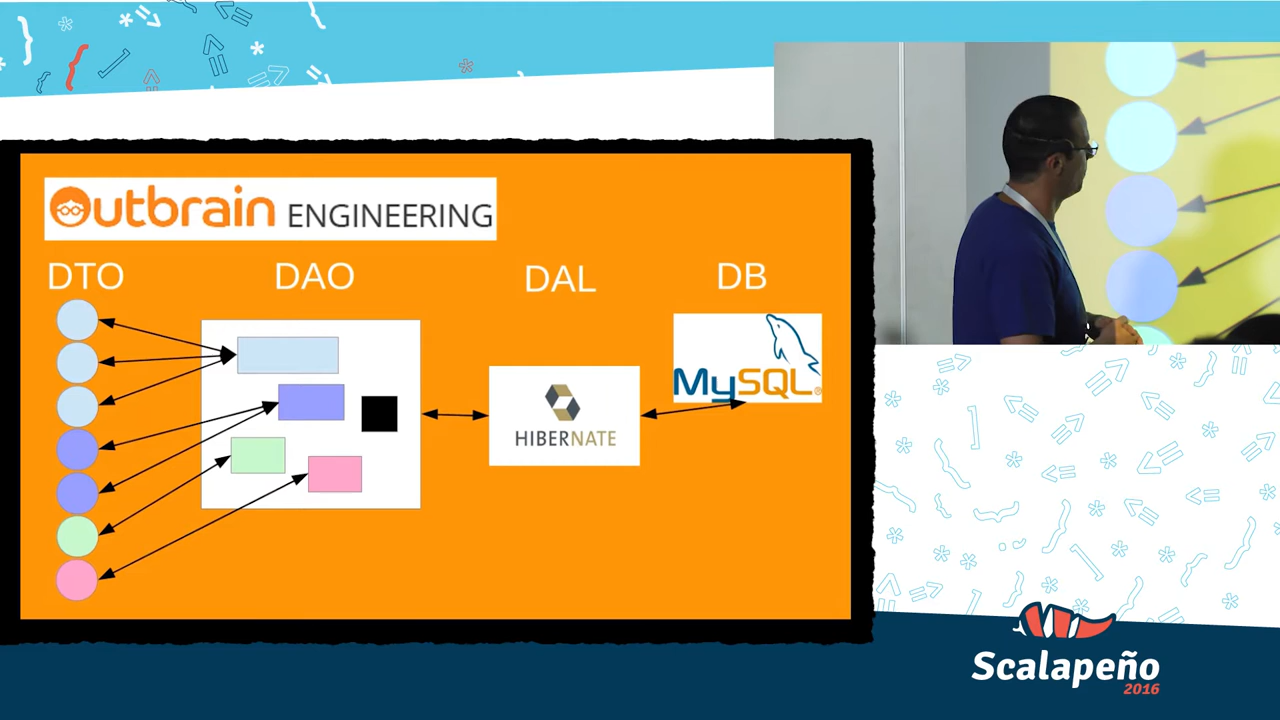 Outbrain ENGINEERING
DTO DAO DAL DB
MySQL®
HIBERNATE
Scalapeño
2016